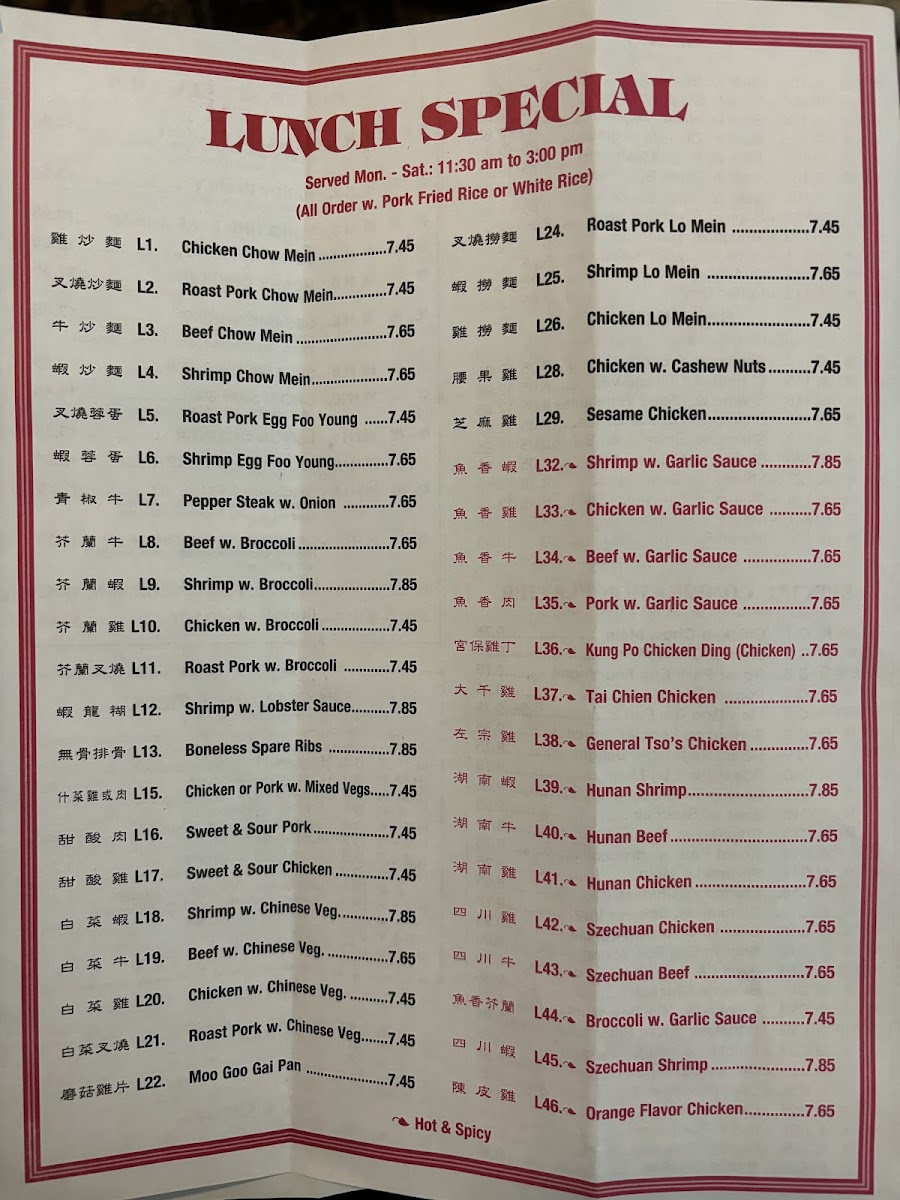 LUNCH SPECIAL
Served Mon. - Sat.: 11:30 am to 3:00 pm
(All Order w. Pork Fried Rice or White Rice)
雞炒麵 L1. Chicken Chow Mein ..................7.45
叉燒炒麵 L2. Roast Pork Chow Mein..............7.45
牛炒麵 L3. Beef Chow Mein ........................7.65
蝦炒麵 L4. Shrimp Chow Mein....................7.65
叉燒蓉蛋 L5. Roast Pork Egg Foo Young ......7.45
蝦蓉蛋 L6. Shrimp Egg Foo Young..............7.65
青椒牛 L7. Pepper Steak w. Onion ............7.65
芥蘭牛 L8. Beef w. Broccoli........................7.65
芥蘭蝦 L9. Shrimp w. Broccoli....................7.85
芥蘭雞 L10. Chicken w. Broccoli..................7.45
芥蘭叉燒 L11. Roast Pork w. Broccoli ............7.45
蝦龍糊 L12. Shrimp w. Lobster Sauce..........7.85
無骨排骨 L13. Boneless Spare Ribs ................7.85
什菜雞或肉 L15. Chicken or Pork w. Mixed Vegs.....7.45
甜酸肉 L16. Sweet & Sour Pork....................7.45
甜酸雞 L17. Sweet & Sour Chicken ..............7.45
白菜蝦 L18. Shrimp w. Chinese Veg.............7.85
白菜牛 L19. Beef w. Chinese Veg. ................7.65
白菜雞 L20. Chicken w. Chinese Veg. ..........7.45
白菜叉燒 L21. Roast Pork w. Chinese Veg.......7.45
磨菇雞片 L22. Moo Goo Gai Pan ......................7.45
叉燒撈麵 L24. Roast Pork Lo Mein ....................7.45
蝦撈麵 L25. Shrimp Lo Mein ........................7.65
雞撈麵 L26. Chicken Lo Mein........................7.45
腰果雞 L28. Chicken w. Cashew Nuts..........7.45
芝麻雞 L29. Sesame Chicken........................7.65
魚香蝦 L32. Shrimp w. Garlic Sauce ............7.85
魚香雞 L33. Chicken w. Garlic Sauce ..........7.65
魚香牛 L34. Beef w. Garlic Sauce ................7.65
魚香肉 L35. Pork w. Garlic Sauce ................7.65
宮保雞丁 L36. Kung Po Chicken Ding (Chicken) ..7.65
大千雞 L37. Tai Chien Chicken ....................7.65
左宗雞 L38. General Tso's Chicken..............7.65
湖南蝦 L39. Hunan Shrimp............................7.85
湖南牛 L40. Hunan Beef................................7.65
湖南雞 L41. Hunan Chicken..........................7.65
四川雞 L42. Szechuan Chicken ....................7.65
四川牛 L43. Szechuan Beef ..........................7.65
魚香芥蘭 L44. Broccoli w. Garlic Sauce ..........7.45
四川蝦 L45. Szechuan Shrimp......................7.85
陳皮雞 L46. Orange Flavor Chicken..............7.65
Hot & Spicy